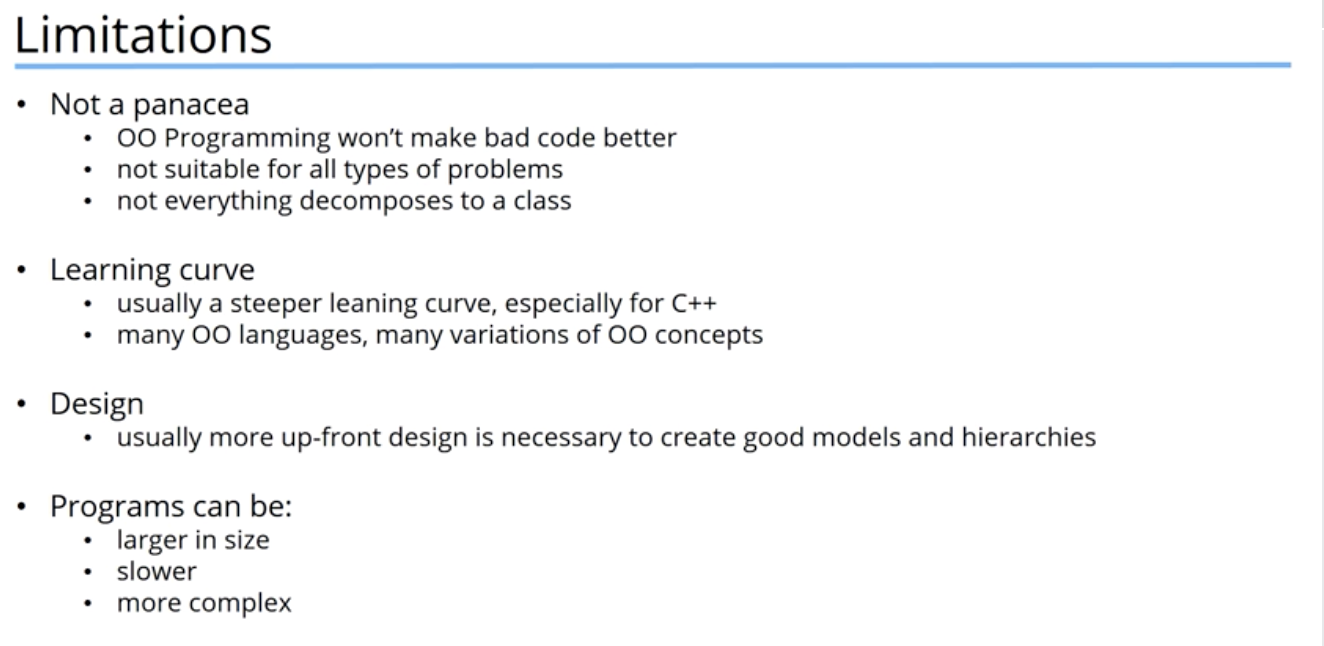 Limitations
• Not a panacea
• OO Programming won’t make bad code better
• not suitable for all types of problems
• not everything decomposes to a class
• Learning curve
• usually a steeper leaning curve, especially for C++
• many OO languages, many variations of OO concepts
• Design
• usually more up-front design is necessary to create good models and hierarchies
• Programs can be:
• larger in size
• slower
• more complex